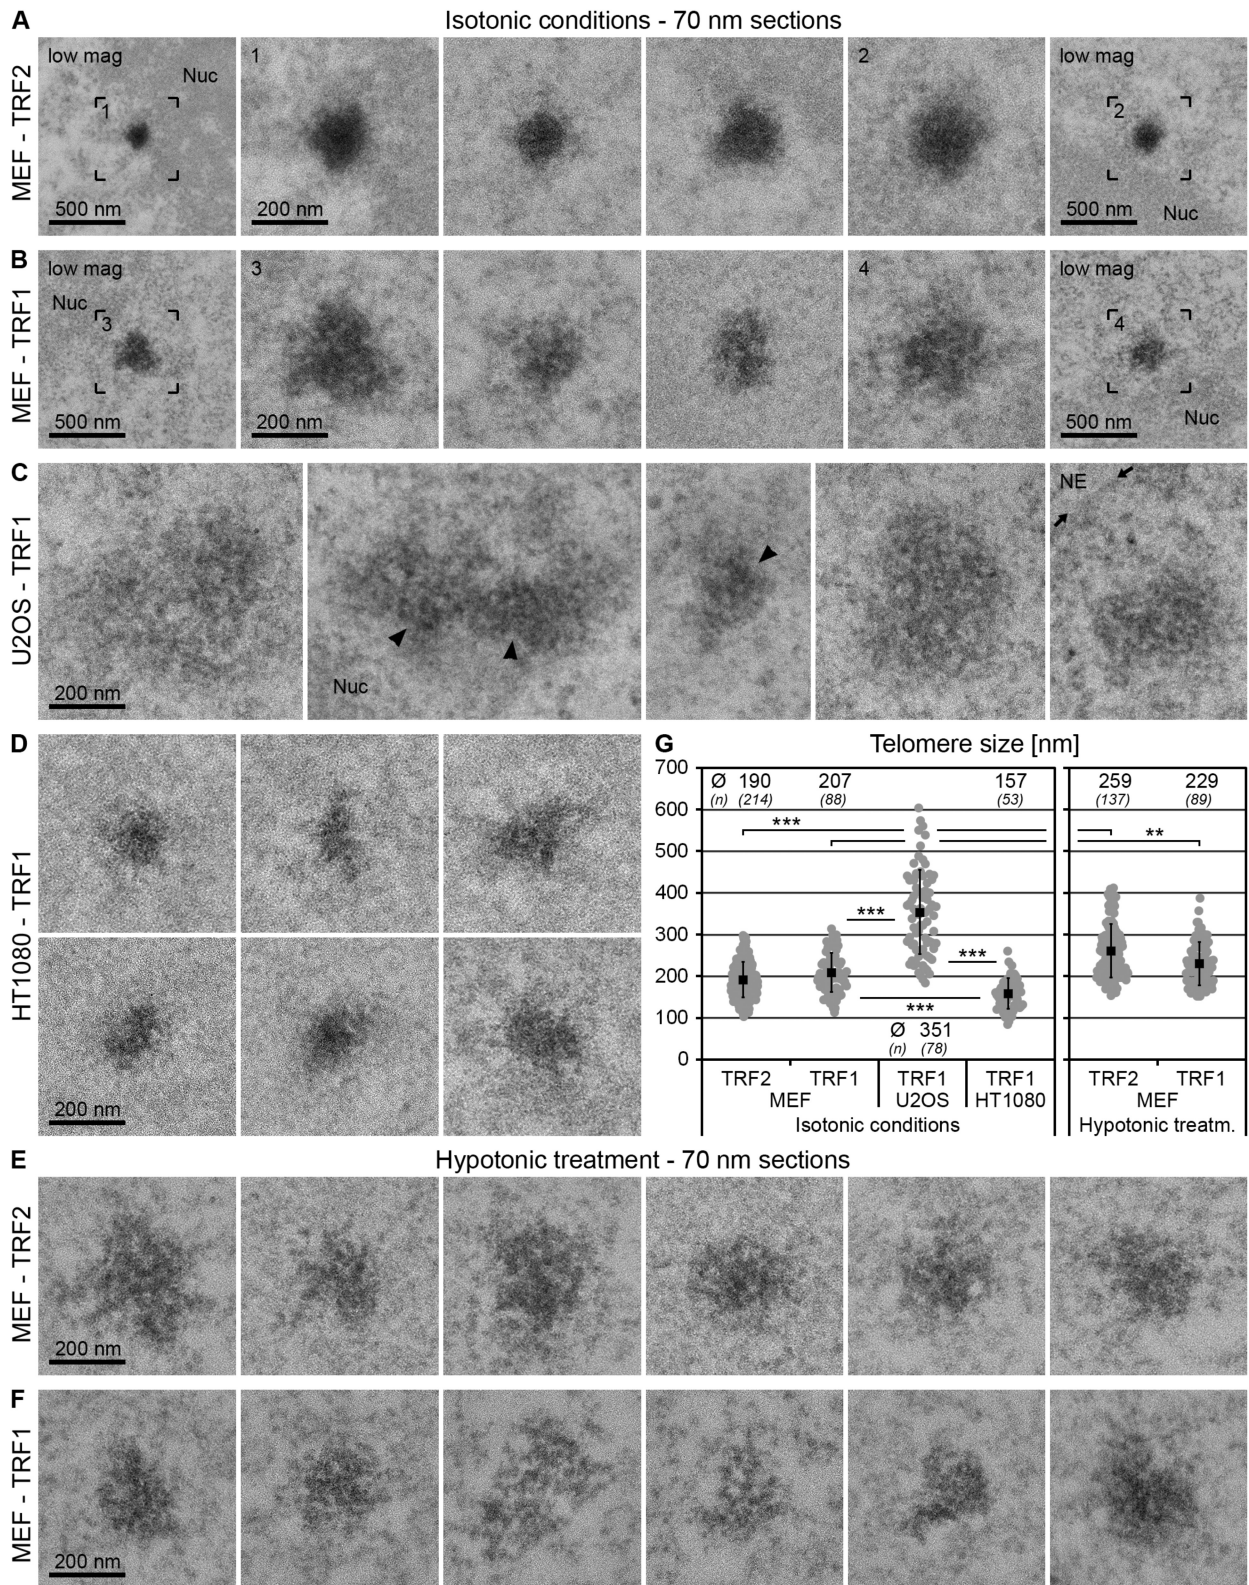 A Isotonic conditions - 70 nm sections
MEF - TRF2
low mag
Nuc
1
500 nm
1
200 nm
2
low mag
2
500 nm
Nuc
B
MEF - TRF1
low mag
Nuc
3
500 nm
3
200 nm
4
low mag
4
500 nm
Nuc
C
U2OS - TRF1
200 nm
Nuc
NE
D
HT1080 - TRF1
200 nm
G Telomere size [nm]
700
600
500
400
300
200
100
0
Ø 190 207 157
(n) (214) (88) (53)
259 229
(137) (89)
***
**
***
***
***
Ø 351
(n) (78)
TRF2 TRF1 TRF1 TRF1 TRF2 TRF1
MEF U2OS HT1080 MEF
Isotonic conditions Hypotonic treatm.
E Hypotonic treatment - 70 nm sections
MEF - TRF2
200 nm
F
MEF - TRF1
200 nm